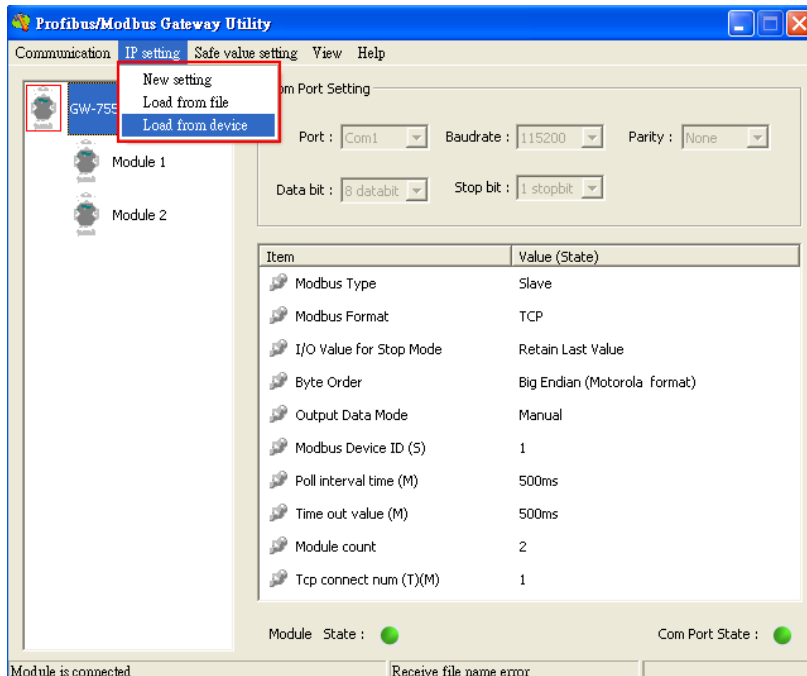 Profibus/Modbus Gateway Utility
Communication IP setting Safe value setting View Help
New setting
Load from file
Load from device
GW-755
Module 1
Module 2
om Port Setting
Port : Com1 Baudrate : 115200 Parity : None
Data bit : 8 databit Stop bit : 1 stopbit
Item Value (State)
Modbus Type Slave
Modbus Format TCP
I/O Value for Stop Mode Retain Last Value
Byte Order Big Endian (Motorola format)
Output Data Mode Manual
Modbus Device ID (S) 1
Poll interval time (M) 500ms
Time out value (M) 500ms
Module count 2
Tcp connect num (T)(M) 1
Module State : Com Port State :
Module is connected Receive file name error